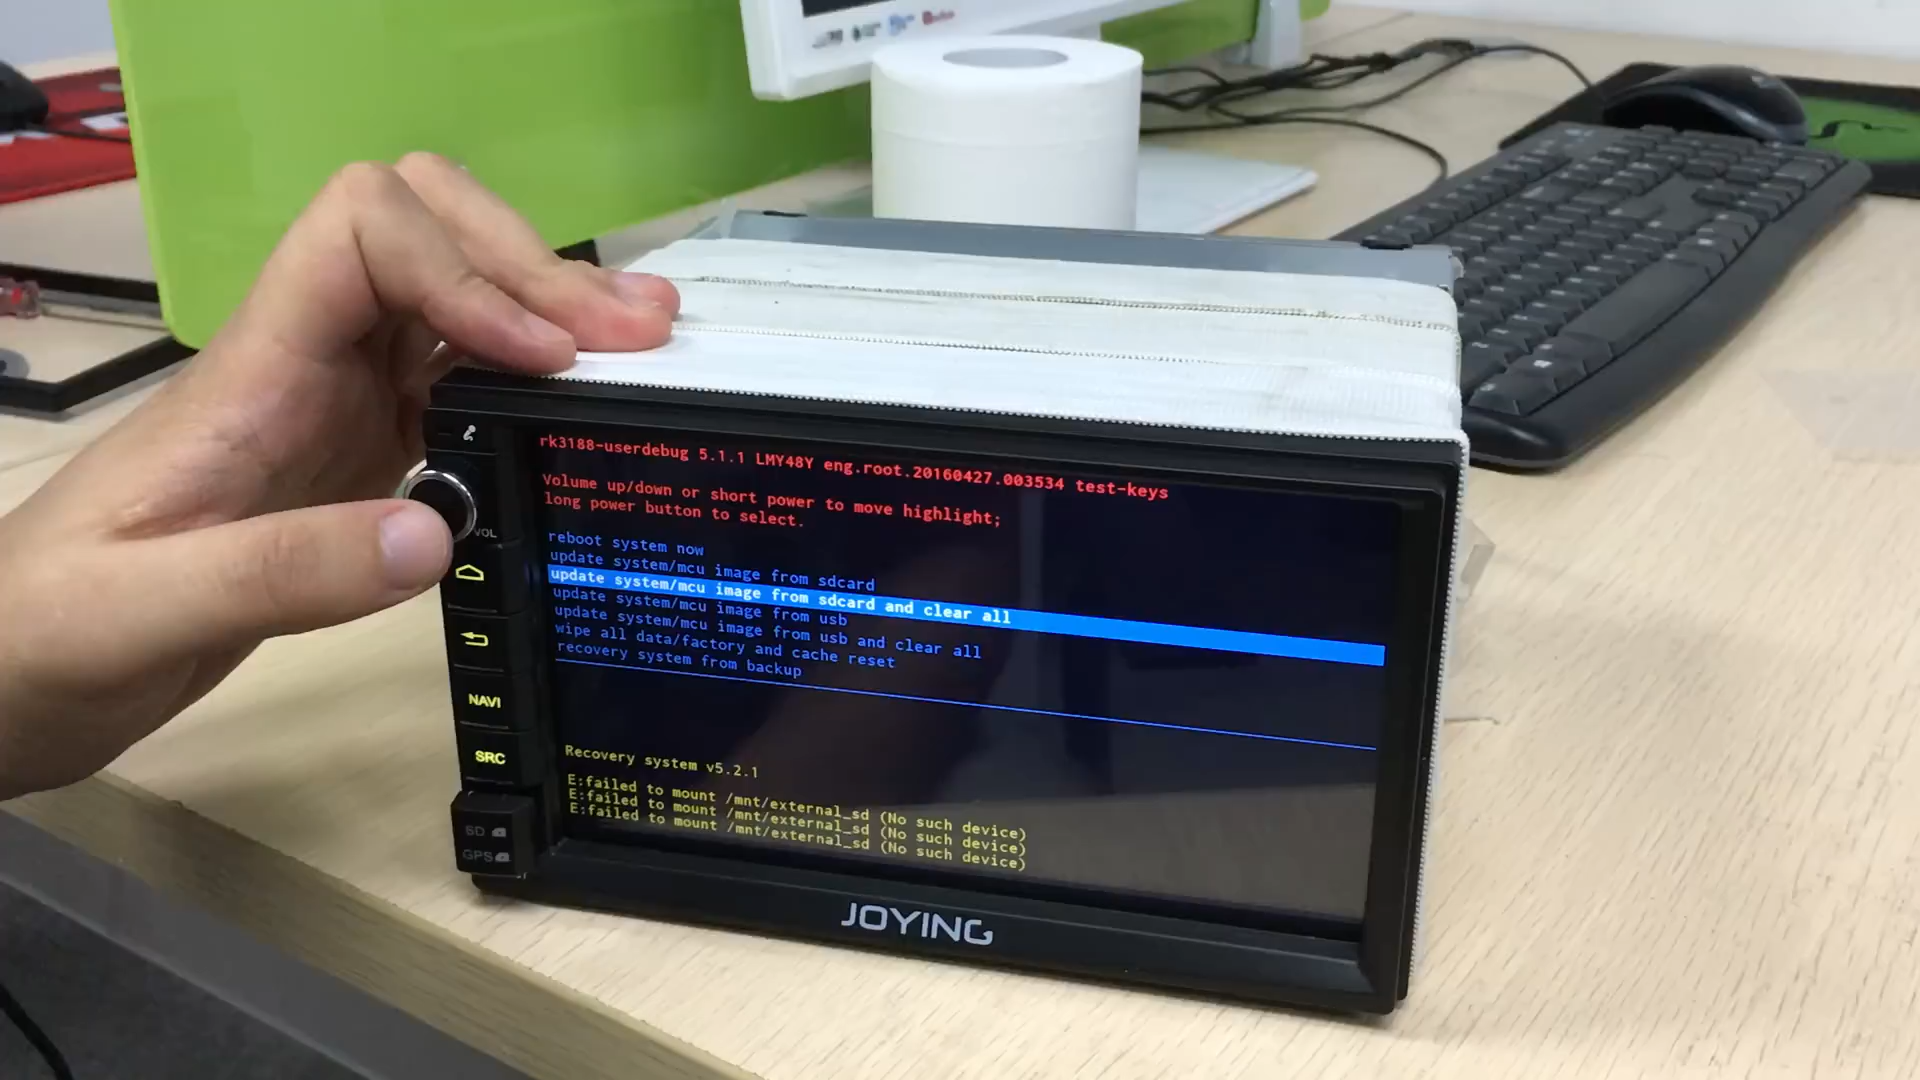 rk3188-userdebug 5.1.1 LMY48Y eng.root.20160427.003534 test-keys
Volume up/down or short power to move highlight;
long power button to select.
reboot system now
update system/mcu image from sdcard
update system/mcu image from sdcard and clear all
update system/mcu image from usb
update system/mcu image from usb and clear all
wipe all data/factory and cache reset
recovery system from backup
Recovery system v5.2.1
E:failed to mount /mnt/external_sd (No such device)
E:failed to mount /mnt/external_sd (No such device)
E:failed to mount /mnt/external_sd (No such device)
VOL
NAVI
SRC
SD
GPS
JOYING